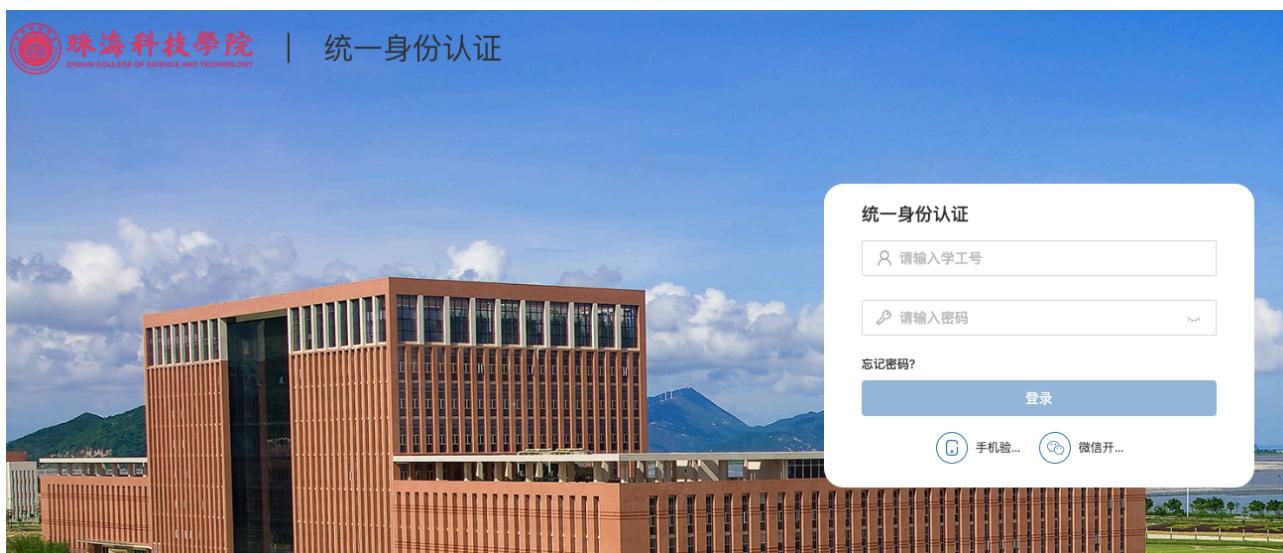 珠海科技學院
ZHUHAI COLLEGE OF SCIENCE AND TECHNOLOGY
统一身份认证
统一身份认证
请输入学工号
请输入密码
忘记密码?
登录
手机验...
微信开...